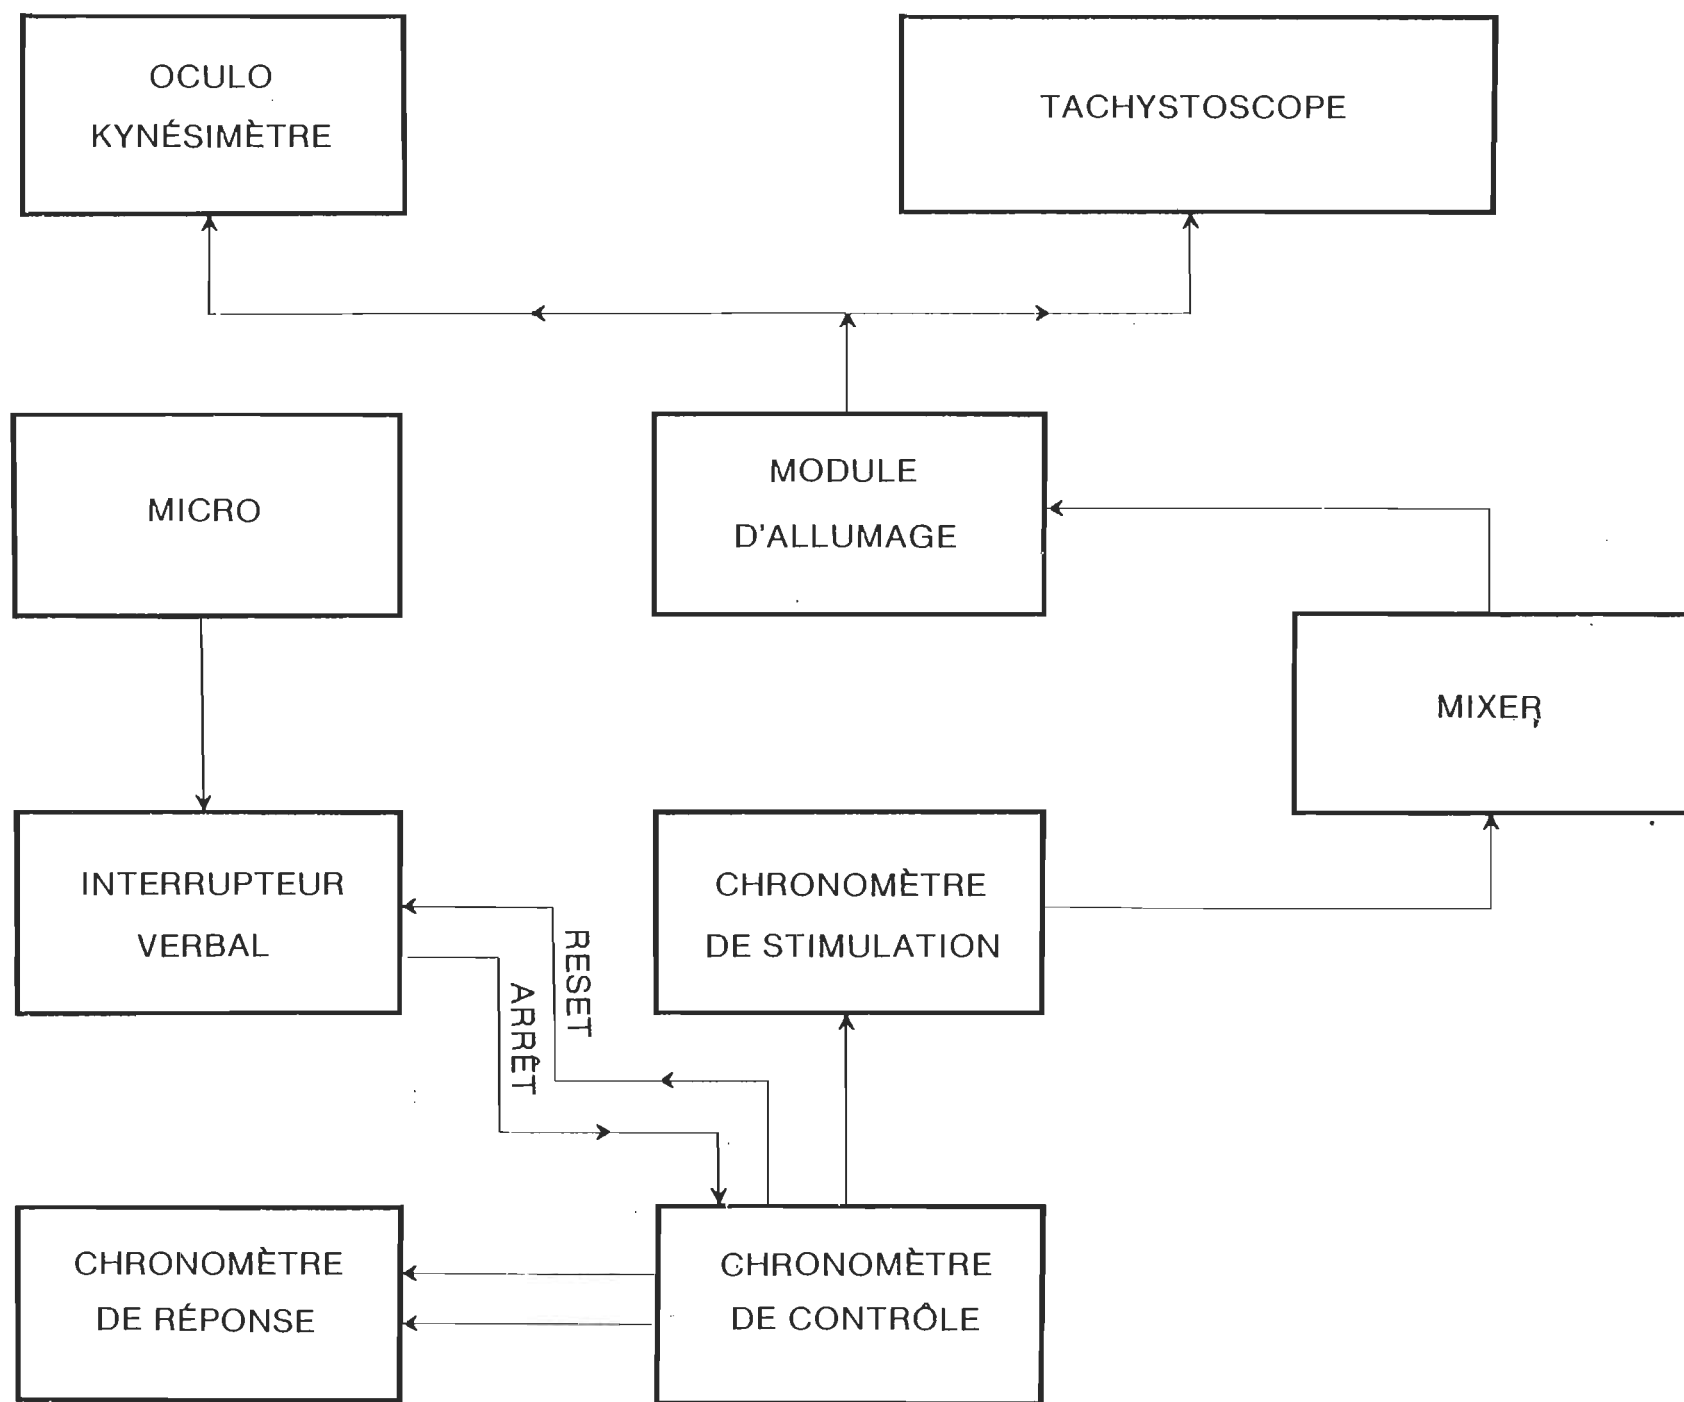 OCULO
KYNÉSIMÈTRE
TACHYSTOSCOPE
MICRO
MODULE
D'ALLUMAGE
MIXER
INTERRUPTEUR
VERBAL
RESET
ARRÊT
CHRONOMÈTRE
DE STIMULATION
CHRONOMÈTRE
DE RÉPONSE
CHRONOMÈTRE
DE CONTRÔLE